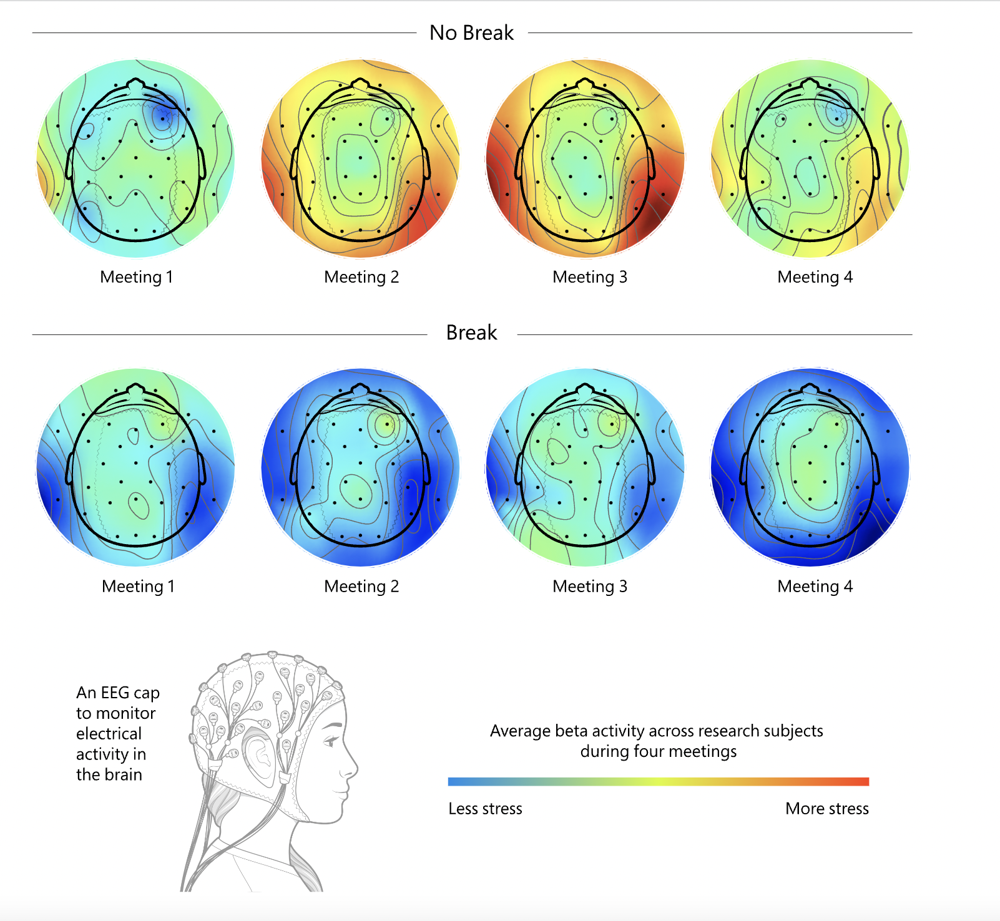 No Break
Meeting 1
Meeting 2
Meeting 3
Meeting 4
Break
Meeting 1
Meeting 2
Meeting 3
Meeting 4
An EEG cap
to monitor
electrical
activity in
the brain
Average beta activity across research subjects
during four meetings
Less stress
More stress